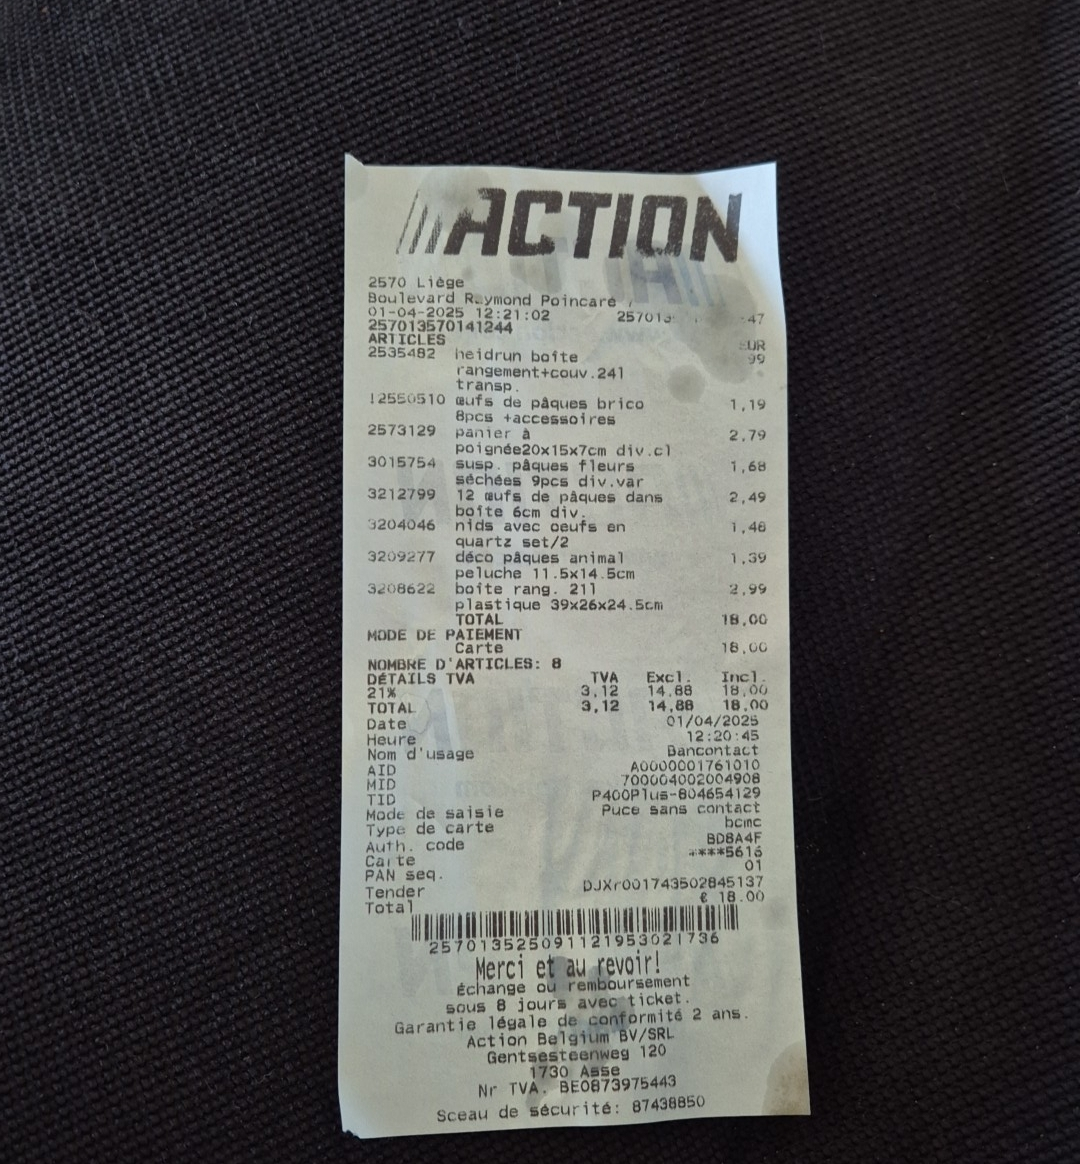 ACTION
2570 Liège
Boulevard Raymond Poincaré 7
01-04-2025 12:21:02
257013570141244
ARTICLES EUR
2535482 heidrun boîte 99
rangement+couv.24l
transp.
12550510 œufs de pâques brico 1,19
8pcs +accessoires
2573129 panier à 2,79
poignée20x15x7cm div.cl
3015754 susp. pâques fleurs 1,68
séchées 9pcs div.var
3212799 12 œufs de pâques dans 2,49
boîte 6cm div.
3204046 nids avec oeufs en 1,48
quartz set/2
3209277 déco pâques animal 1,39
peluche 11.5x14.5cm
3208622 boîte rang. 21l 2,99
plastique 39x26x24.5cm
TOTAL 18,00
MODE DE PAIEMENT
Carte 18,00
NOMBRE D'ARTICLES: 8
DÉTAILS TVA TVA Excl. Incl.
21% 3,12 14,88 18,00
TOTAL 3,12 14,88 18,00
Date 01/04/2025
Heure 12:20:45
Nom d'usage Bancontact
AID A0000001761010
MID 700004002004908
TID P400Plus-804654129
Mode de saisie Puce sans contact
Type de carte bcmc
Auth. code BD8A4F
Carte ****5616
PAN seq. 01
Tender DJXr001743502845137
Total € 18.00
257013525091121953021736
Merci et au revoir!
Échange ou remboursement
sous 8 jours avec ticket.
Garantie légale de conformité 2 ans.
Action Belgium BV/SRL
Gentsesteenweg 120
1730 Asse
Nr TVA. BE0873975443
Sceau de sécurité: 87438850